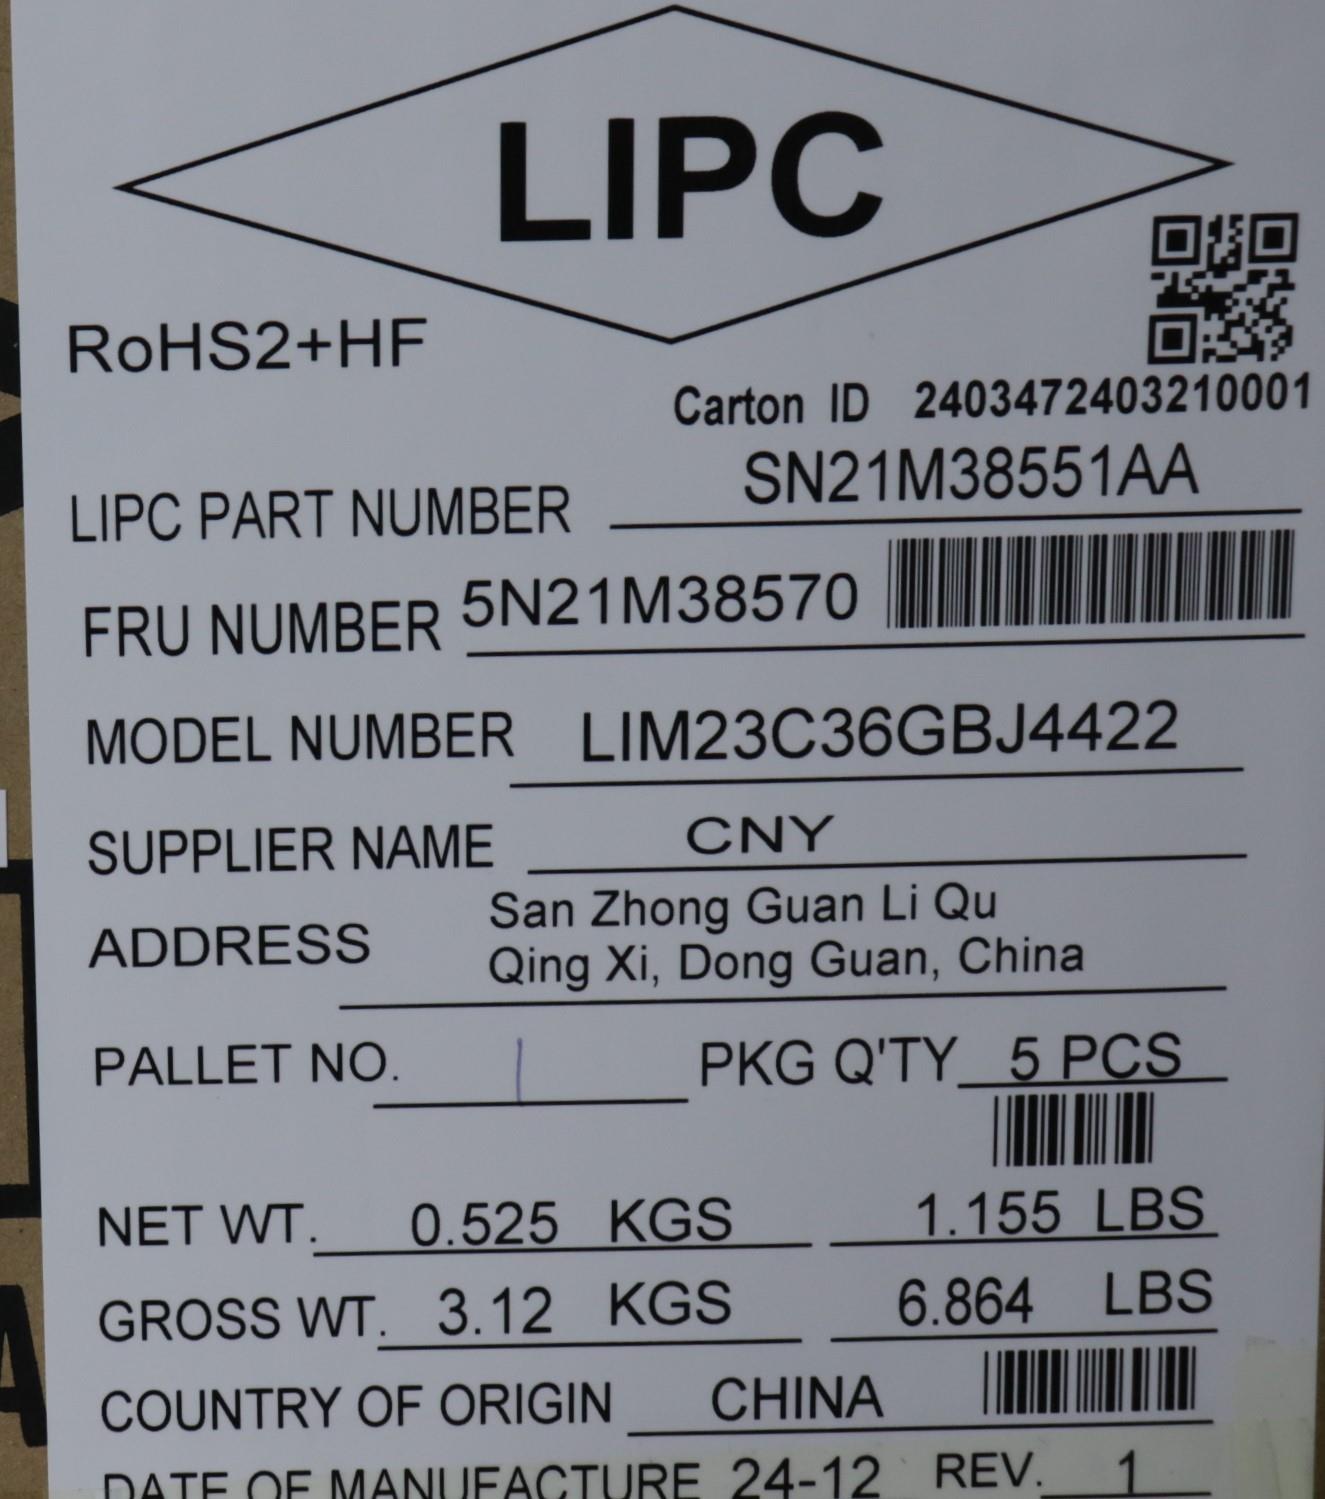 LIPC
RoHS2+HF
Carton ID 2403472403210001
LIPC PART NUMBER SN21M38551AA
FRU NUMBER 5N21M38570
MODEL NUMBER LIM23C36GBJ4422
SUPPLIER NAME CNY
ADDRESS San Zhong Guan Li Qu
Qing Xi, Dong Guan, China
PALLET NO. 1 PKG Q'TY 5 PCS
NET WT. 0.525 KGS 1.155 LBS
GROSS WT. 3.12 KGS 6.864 LBS
COUNTRY OF ORIGIN CHINA
DATE OF MANUFACTURE 24-12 REV. 1